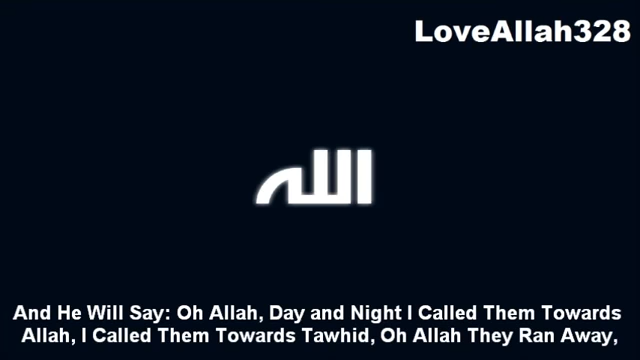 LoveAllah328
الله
And He Will Say: Oh Allah, Day and Night I Called Them Towards
Allah, I Called Them Towards Tawhid, Oh Allah They Ran Away,